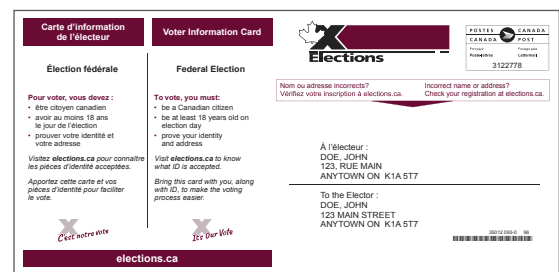 Carte d'information
de l'électeur
Élection fédérale
Pour voter, vous devez :
• être citoyen canadien
• avoir au moins 18 ans
le jour de l'élection
• prouver votre identité et
votre adresse
Visitez elections.ca pour connaître
les pièces d'identité acceptées.
Apportez cette carte et vos
pièces d'identité pour faciliter
le vote.
C'est notre vote
Voter Information Card
Federal Election
To vote, you must:
• be a Canadian citizen
• be at least 18 years old on
election day
• prove your identity
and address
Visit elections.ca to know
what ID is accepted.
Bring this card with you, along
with ID, to make the voting
process easier.
It's Our Vote
elections.ca
Elections
POSTES CANADA
CANADA POST
Port payé Postage paid
Poste-lettres Lettermail
3122778
Nom ou adresse incorrects?
Vérifiez votre inscription à elections.ca.
Incorrect name or address?
Check your registration at elections.ca.
À l'électeur :
DOE, JOHN
123, RUE MAIN
ANYTOWN ON K1A 5T7
To the Elector :
DOE, JOHN
123 MAIN STREET
ANYTOWN ON K1A 5T7
35012 093-0 96